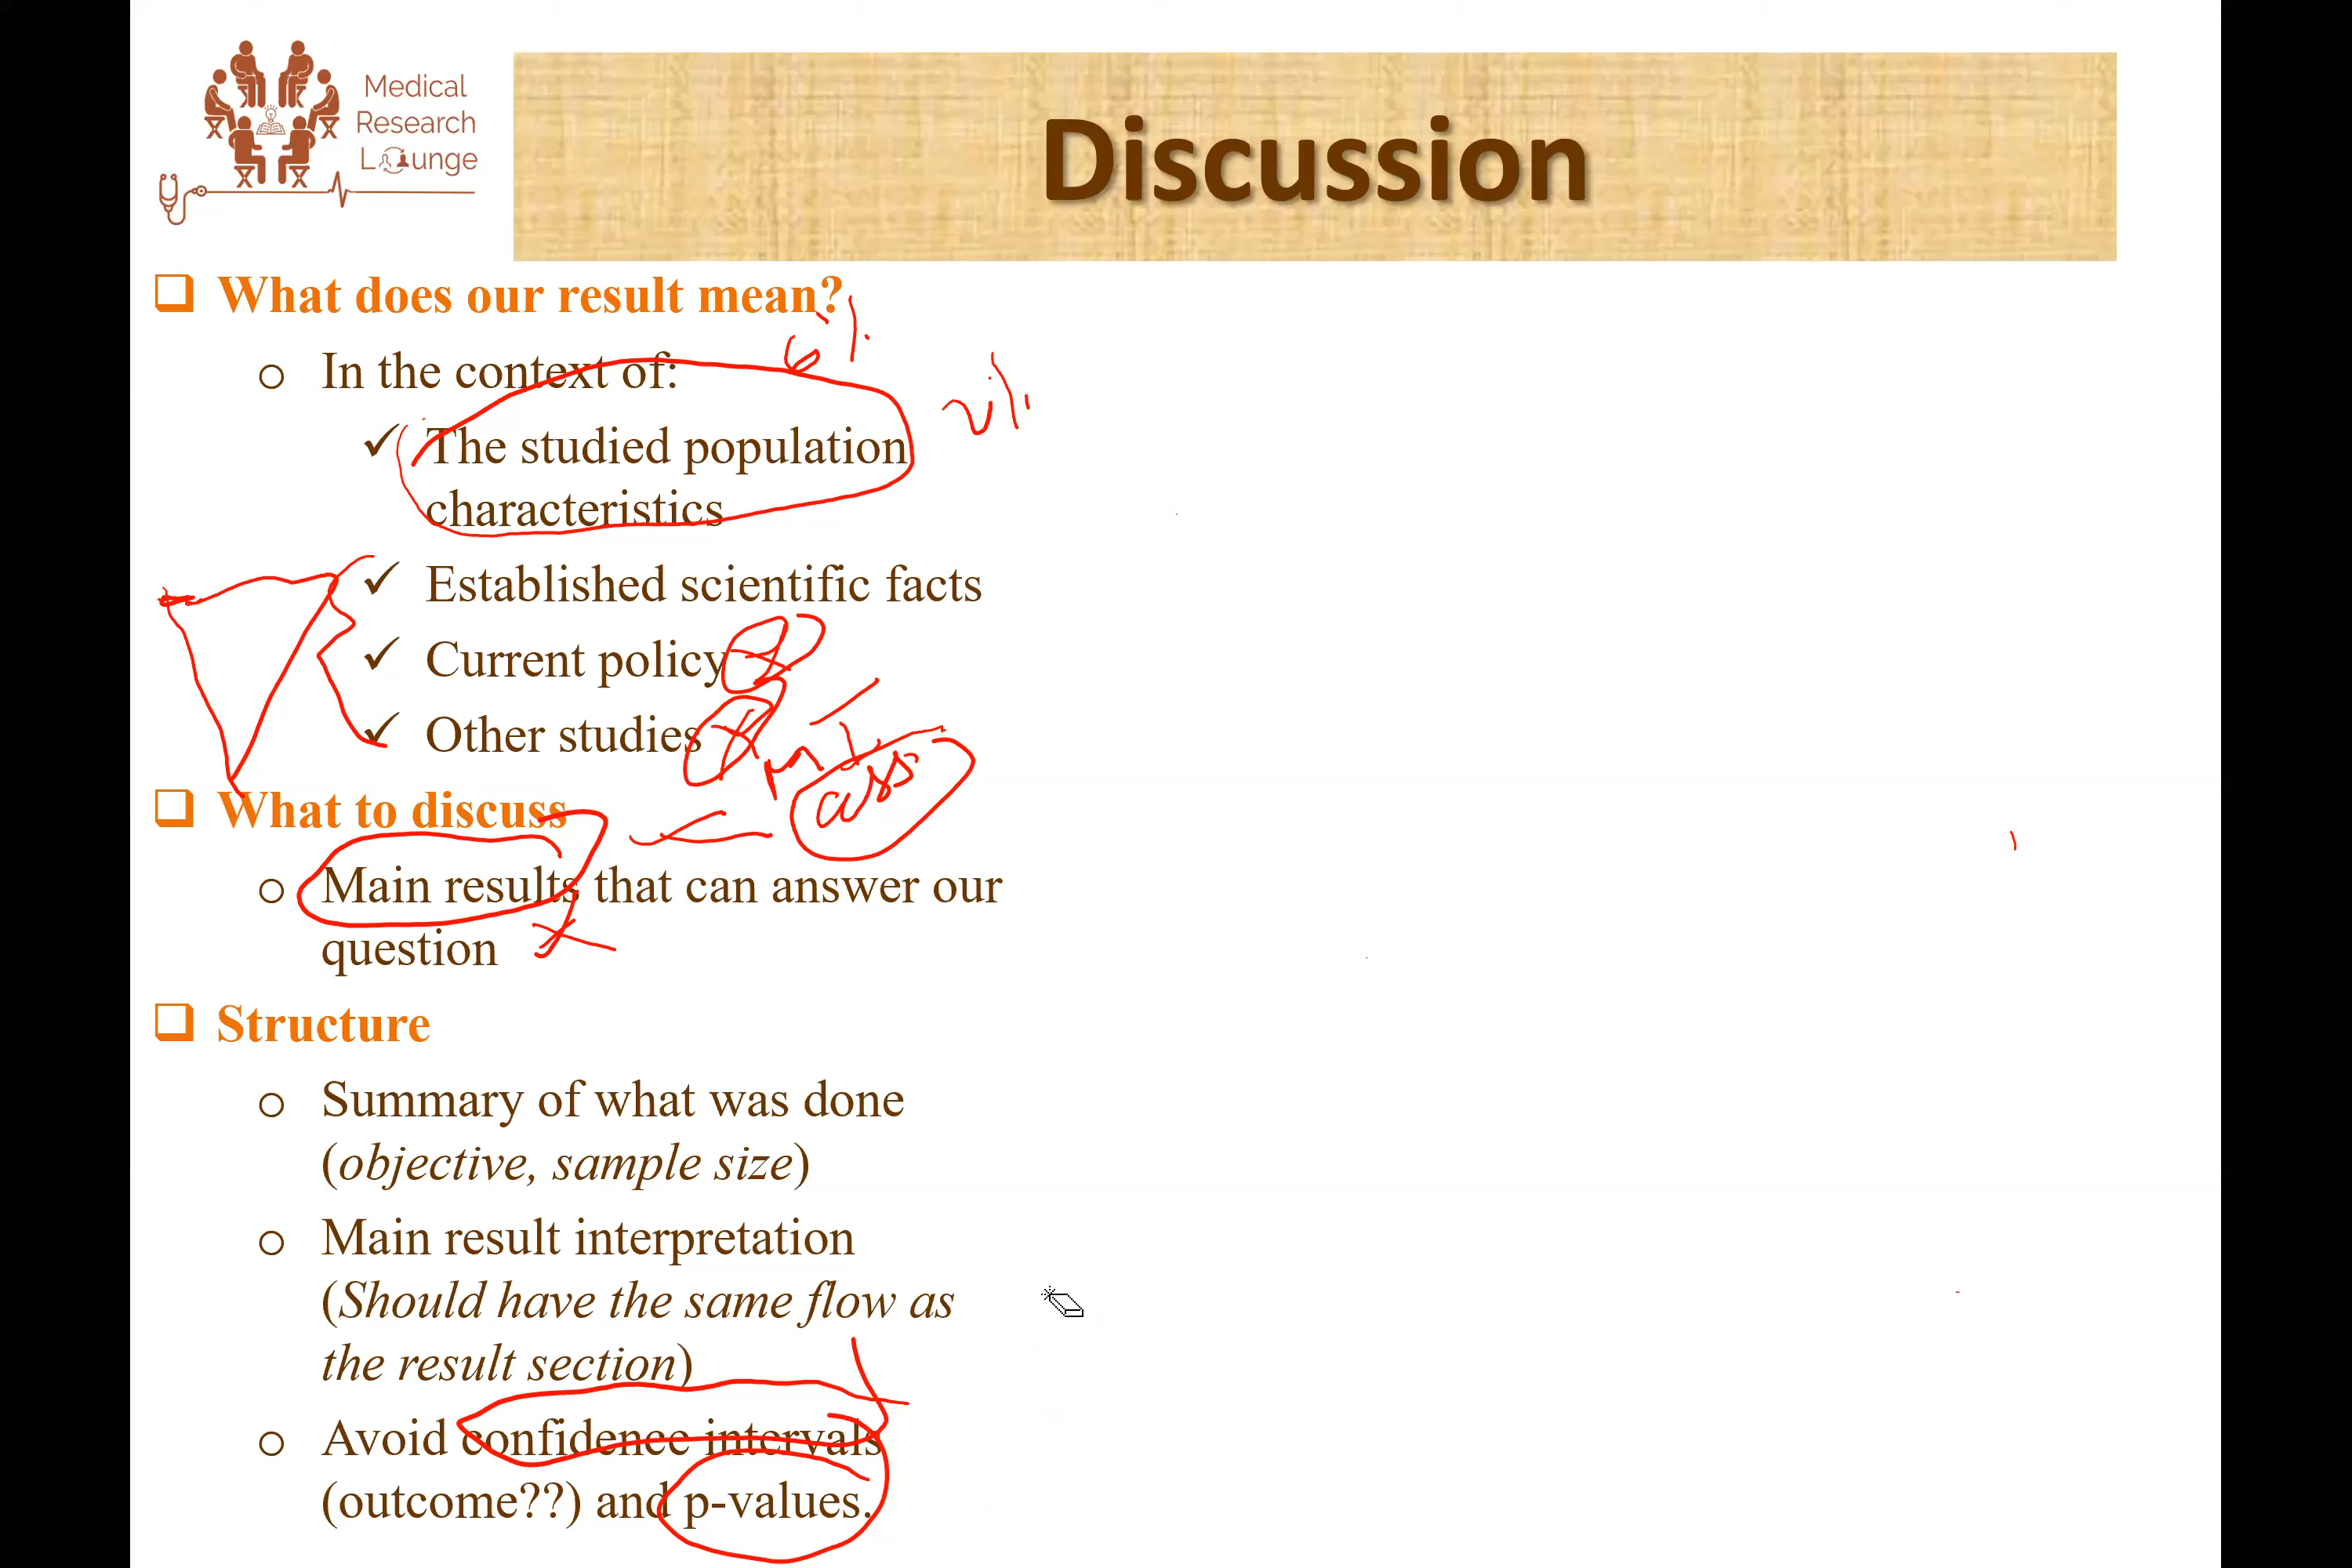 Medical
Research
Lounge
Discussion
What does our result mean?
6%
In the context of:
The studied population
characteristics
Established scientific facts
Current policy
Other studies
What to discuss
Main results that can answer our
question
Structure
Summary of what was done
(objective, sample size)
Main result interpretation
(Should have the same flow as
the result section)
Avoid confidence intervals
(outcome??) and p-values.